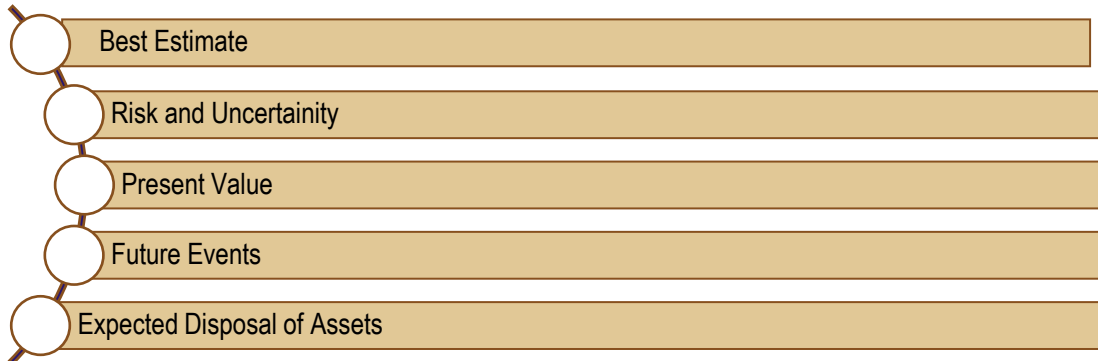 Best Estimate
Risk and Uncertainity
Present Value
Future Events
Expected Disposal of Assets